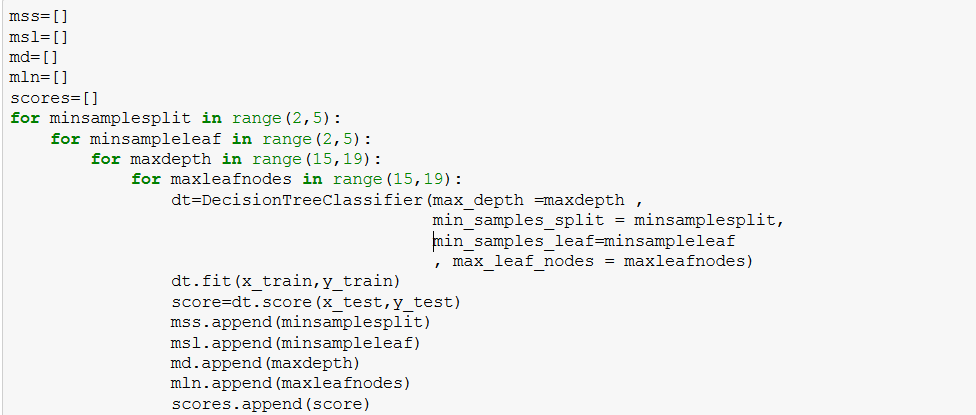 mss=[]
msl=[]
md=[]
mln=[]
scores=[]
for minsamplesplit in range(2,5):
    for minsampleleaf in range(2,5):
        for maxdepth in range(15,19):
            for maxleafnodes in range(15,19):
                dt=DecisionTreeClassifier(max_depth =maxdepth ,
                                          min_samples_split = minsamplesplit,
                                          min_samples_leaf=minsampleleaf
                                          , max_leaf_nodes = maxleafnodes)
                dt.fit(x_train,y_train)
                score=dt.score(x_test,y_test)
                mss.append(minsamplesplit)
                msl.append(minsampleleaf)
                md.append(maxdepth)
                mln.append(maxleafnodes)
                scores.append(score)